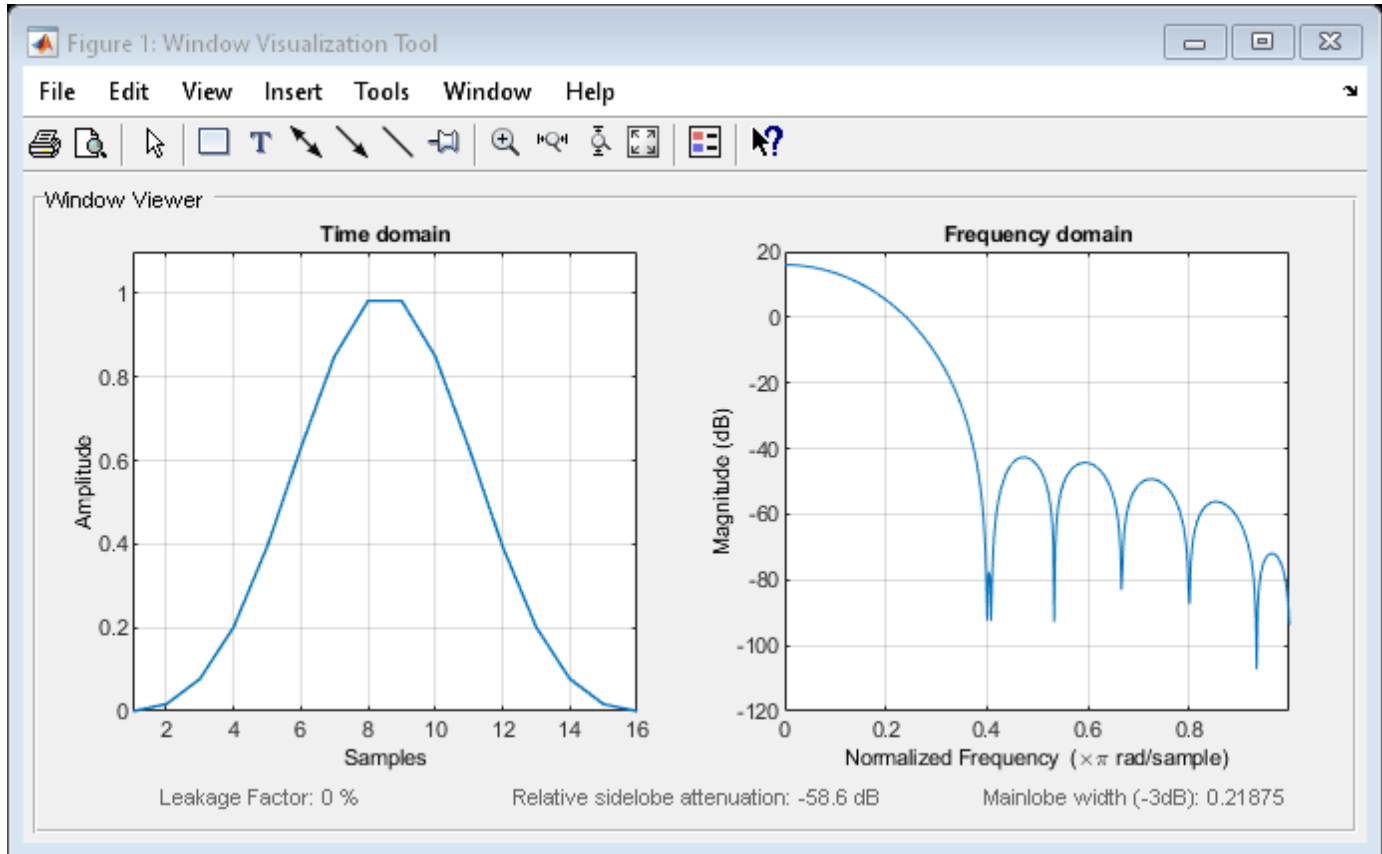 Figure 1: Window Visualization Tool
File Edit View Insert Tools Window Help
T
?
Window Viewer
Time domain
1
0.8
0.6
0.4
0.2
0
2 4 6 8 10 12 14 16
Amplitude
Samples
Frequency domain
20
0
-20
-40
-60
-80
-100
-120
0 0.2 0.4 0.6 0.8
Magnitude (dB)
Normalized Frequency (×π rad/sample)
Leakage Factor: 0 % Relative sidelobe attenuation: -58.6 dB Mainlobe width (-3dB): 0.21875